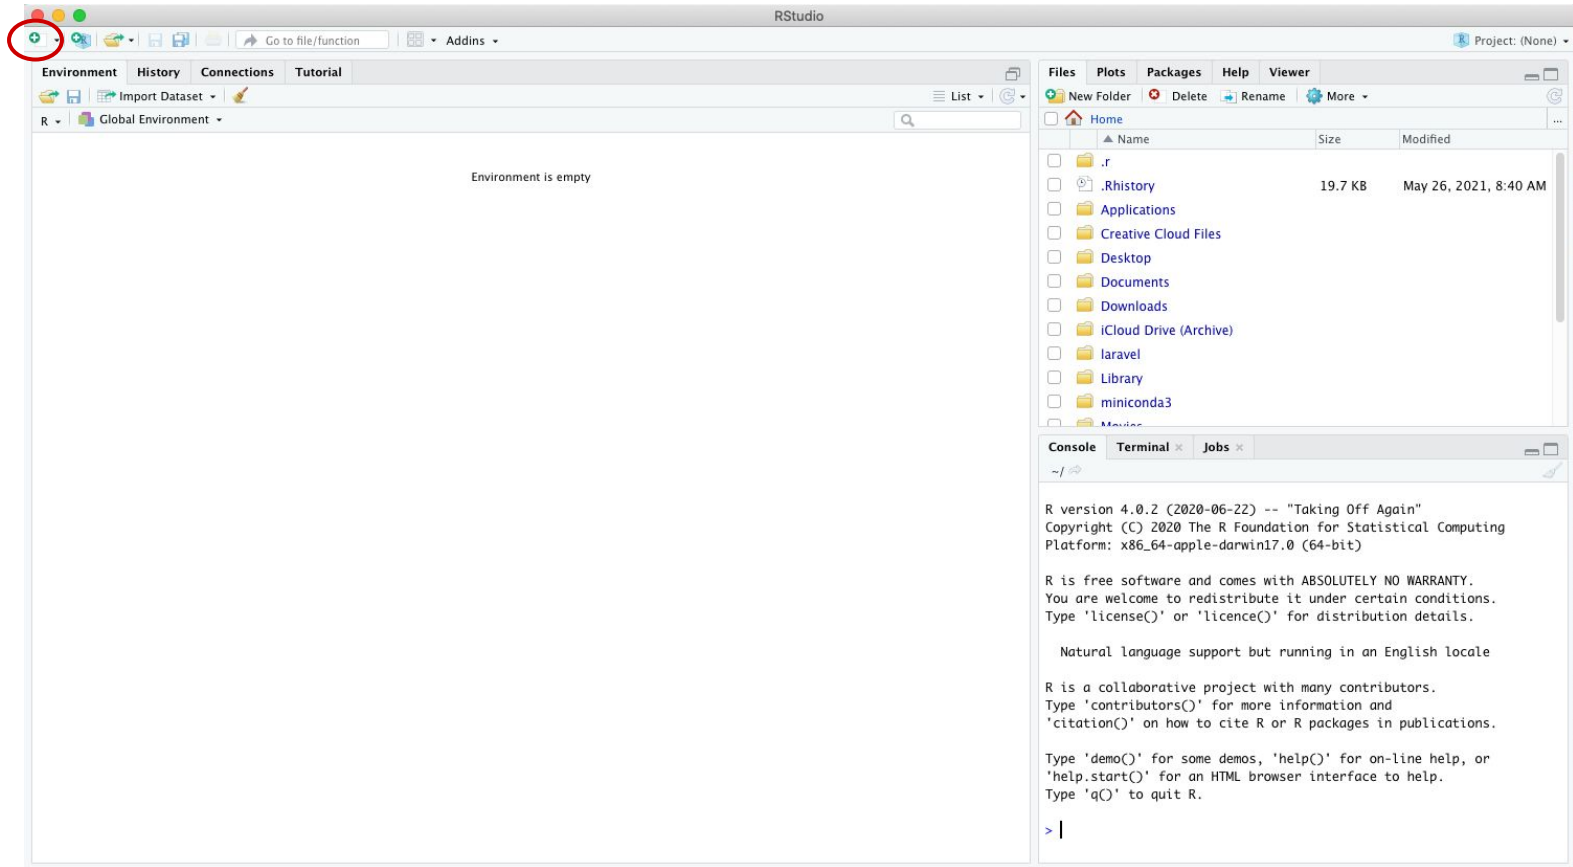 RStudio
Go to file/function
Addins
Project: (None)
Environment History Connections Tutorial
Import Dataset
List
R Global Environment
Environment is empty
Files Plots Packages Help Viewer
New Folder Delete Rename More
Home
...
Name Size Modified
.r
.Rhistory 19.7 KB May 26, 2021, 8:40 AM
Applications
Creative Cloud Files
Desktop
Documents
Downloads
iCloud Drive (Archive)
laravel
Library
miniconda3
Movies
Console Terminal Jobs
~/
R version 4.0.2 (2020-06-22) -- "Taking Off Again"
Copyright (C) 2020 The R Foundation for Statistical Computing
Platform: x86_64-apple-darwin17.0 (64-bit)
R is free software and comes with ABSOLUTELY NO WARRANTY.
You are welcome to redistribute it under certain conditions.
Type 'license()' or 'licence()' for distribution details.
Natural language support but running in an English locale
R is a collaborative project with many contributors.
Type 'contributors()' for more information and
'citation()' on how to cite R or R packages in publications.
Type 'demo()' for some demos, 'help()' for on-line help, or
'help.start()' for an HTML browser interface to help.
Type 'q()' to quit R.
>